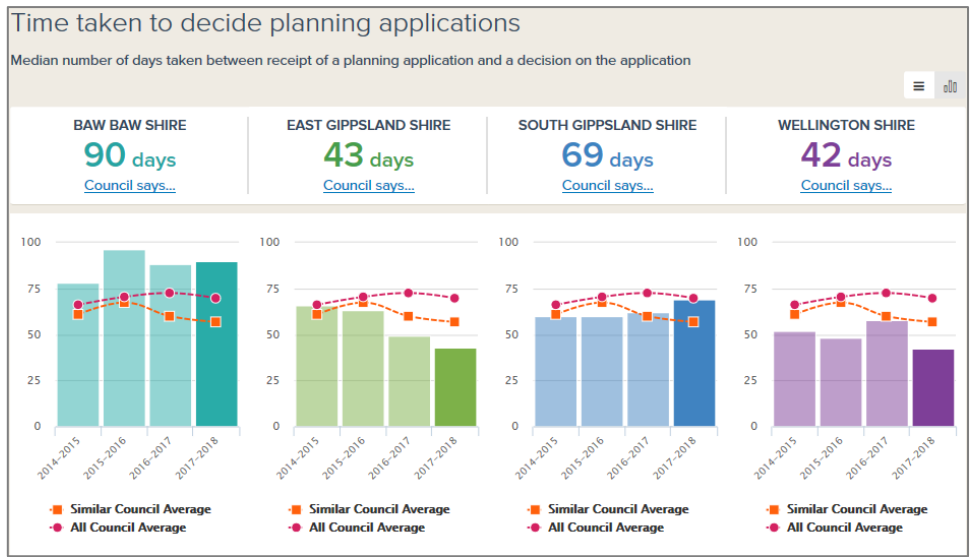 Time taken to decide planning applications
Median number of days taken between receipt of a planning application and a decision on the application
BAW BAW SHIRE
90 days
Council says...
EAST GIPPSLAND SHIRE
43 days
Council says...
SOUTH GIPPSLAND SHIRE
69 days
Council says...
WELLINGTON SHIRE
42 days
Council says...
100
75
50
25
0
2014-2015
2015-2016
2016-2017
2017-2018
Similar Council Average
All Council Average
100
75
50
25
0
2014-2015
2015-2016
2016-2017
2017-2018
Similar Council Average
All Council Average
100
75
50
25
0
2014-2015
2015-2016
2016-2017
2017-2018
Similar Council Average
All Council Average
100
75
50
25
0
2014-2015
2015-2016
2016-2017
2017-2018
Similar Council Average
All Council Average